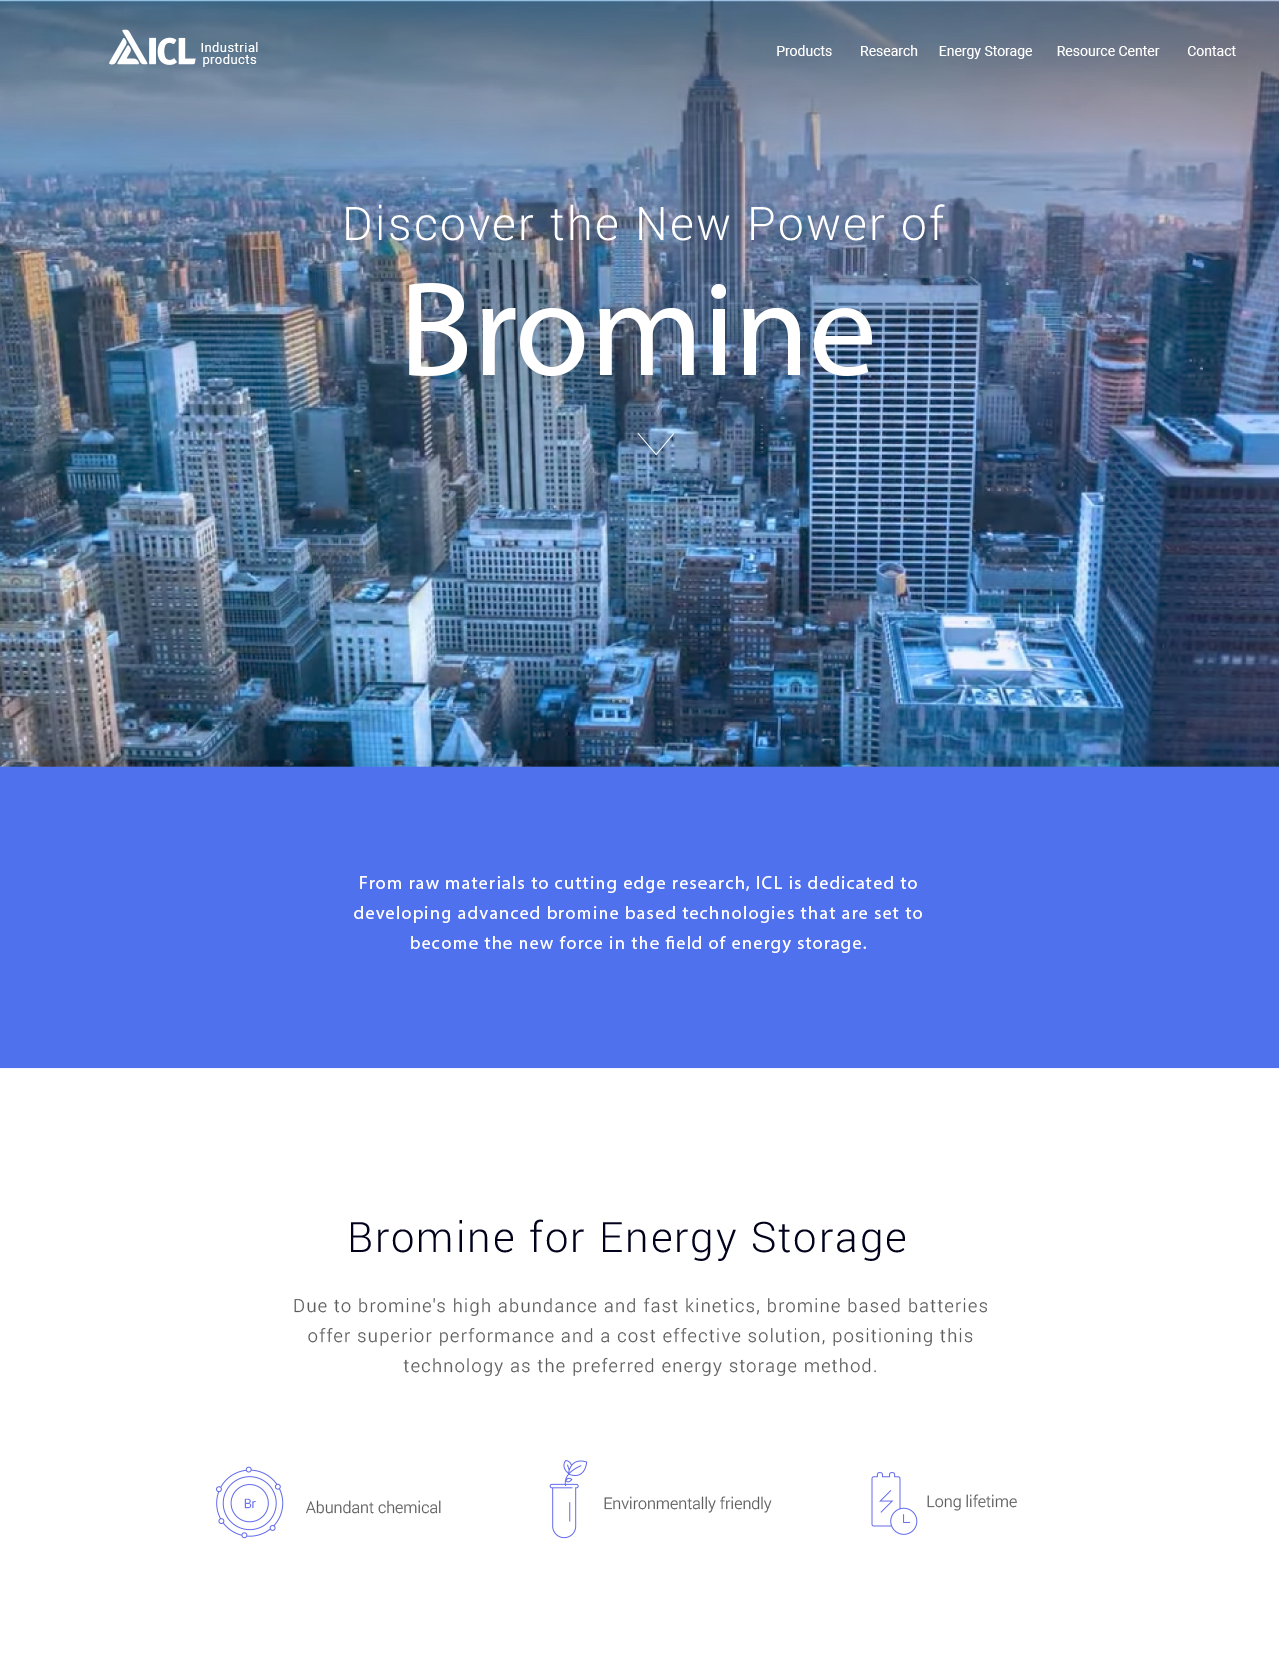 ICL Industrial products
Products Research Energy Storage Resource Center Contact
Discover the New Power of
Bromine
From raw materials to cutting edge research, ICL is dedicated to
developing advanced bromine based technologies that are set to
become the new force in the field of energy storage.
Bromine for Energy Storage
Due to bromine's high abundance and fast kinetics, bromine based batteries
offer superior performance and a cost effective solution, positioning this
technology as the preferred energy storage method.
Br
Abundant chemical
Environmentally friendly
Long lifetime